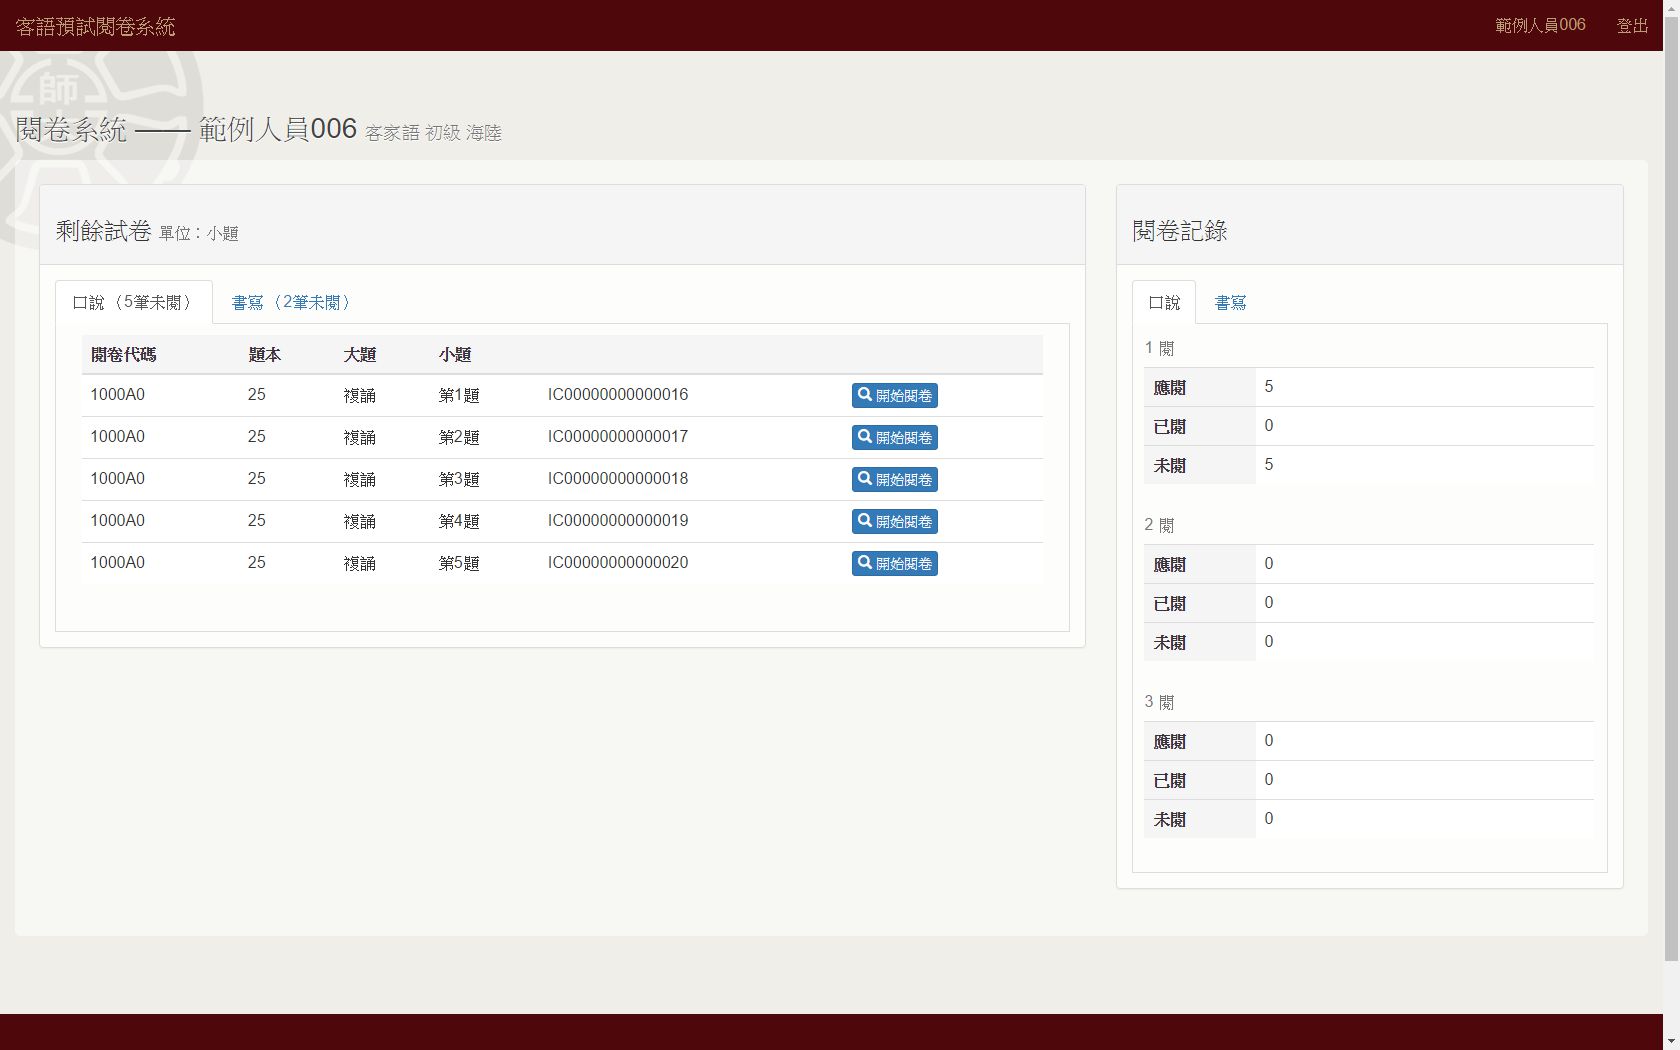 客語預試閱卷系統 範例人員006 登出
師
閱卷系統 —— 範例人員006 客家語 初級 海陸
剩餘試卷 單位：小題
口說（5筆未閱） 書寫（2筆未閱）
閱卷代碼 題本 大題 小題
1000A0 25 複誦 第1題 IC00000000000016 開始閱卷
1000A0 25 複誦 第2題 IC00000000000017 開始閱卷
1000A0 25 複誦 第3題 IC00000000000018 開始閱卷
1000A0 25 複誦 第4題 IC00000000000019 開始閱卷
1000A0 25 複誦 第5題 IC00000000000020 開始閱卷
閱卷記錄
口說 書寫
1 閱
應閱 5
已閱 0
未閱 5
2 閱
應閱 0
已閱 0
未閱 0
3 閱
應閱 0
已閱 0
未閱 0